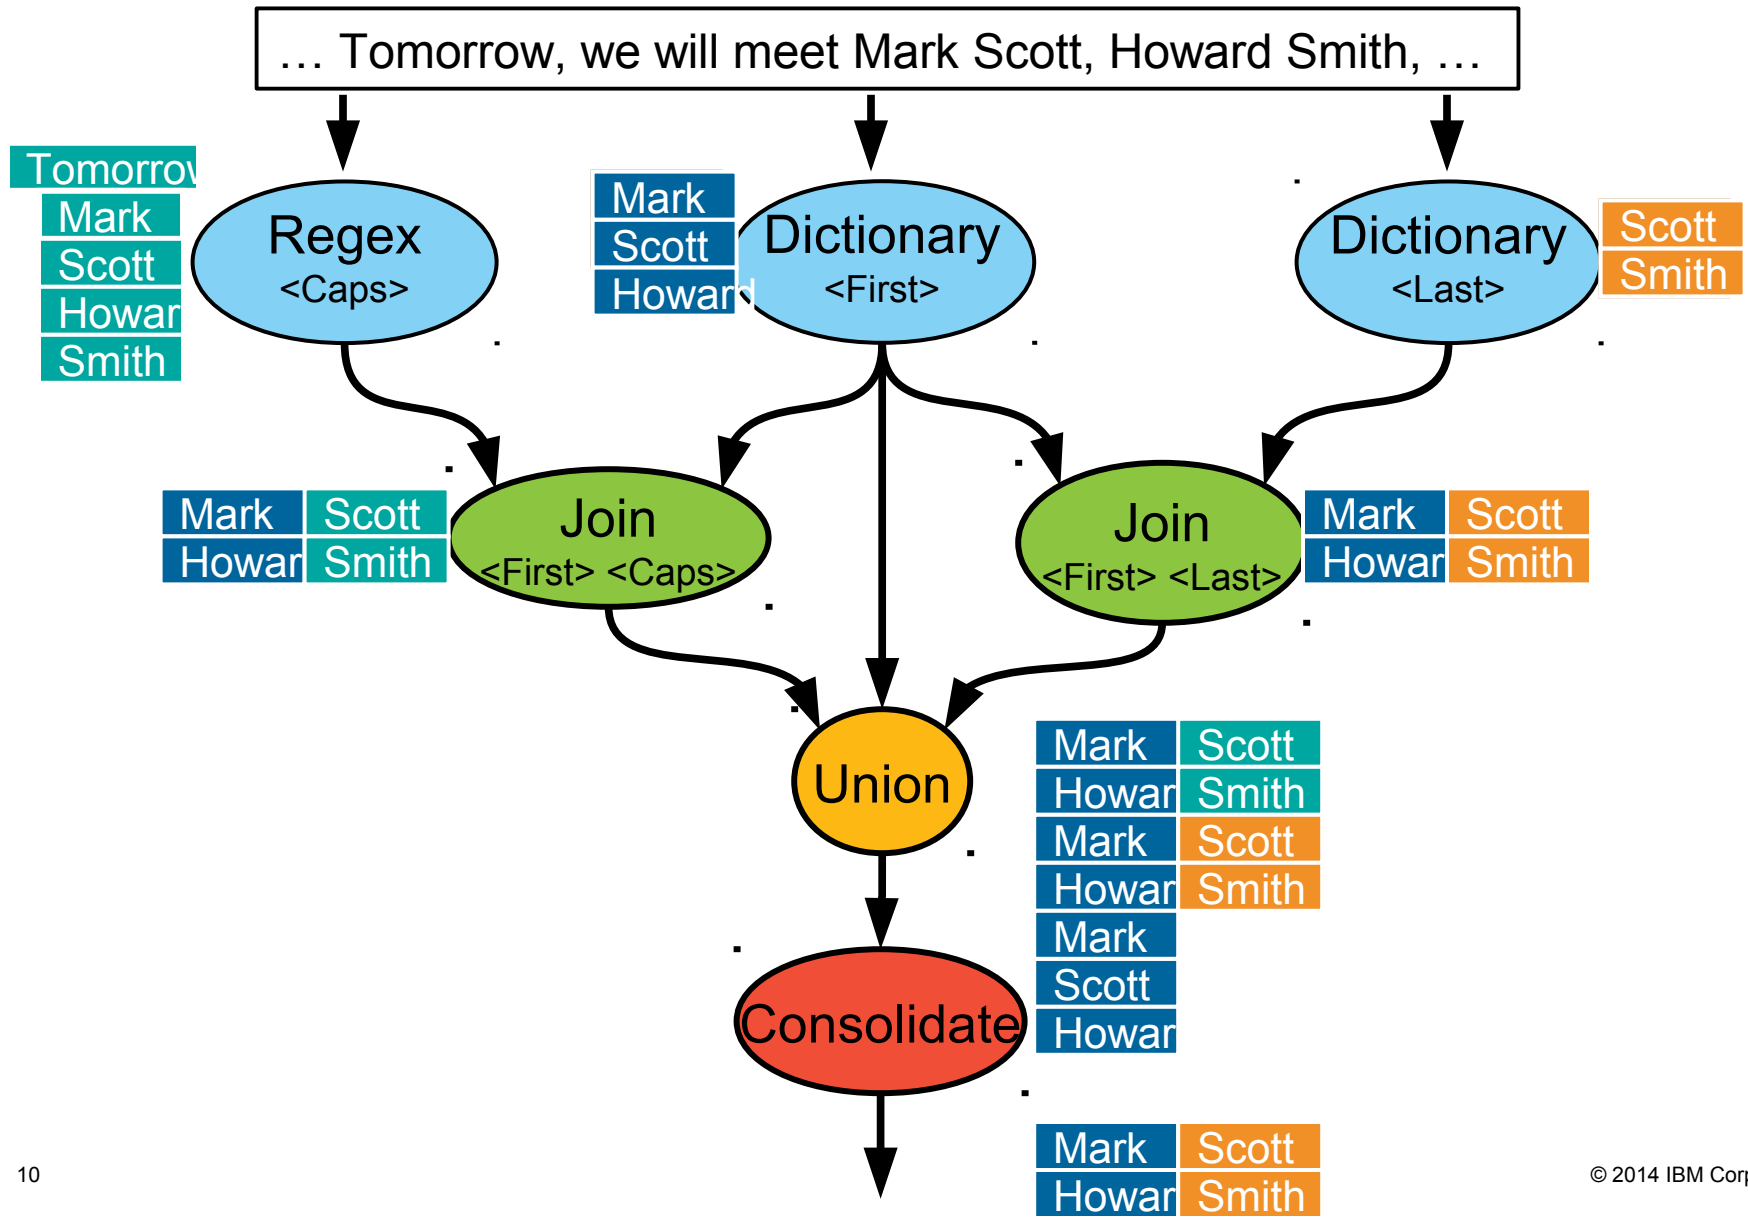 … Tomorrow, we will meet Mark Scott, Howard Smith, …
Tomorrow
Mark
Scott
Howar
Smith
Regex
<Caps>
Mark
Scott
Howard
Dictionary
<First>
Dictionary
<Last>
Scott
Smith
Mark Scott
Howar Smith
Join
<First> <Caps>
Join
<First> <Last>
Mark Scott
Howar Smith
Union
Mark Scott
Howar Smith
Mark Scott
Howar Smith
Mark
Scott
Howar
Consolidate
Mark Scott
Howar Smith
10
© 2014 IBM Corp